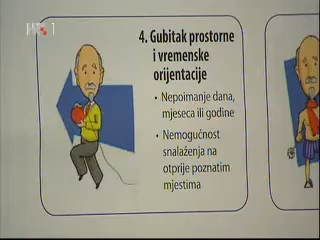 HRT 1
4. Gubitak prostorne
i vremenske
orijentacije
• Nepoimanje dana,
mjeseca ili godine
• Nemogućnost
snalaženja na
otprije poznatim
mjestima